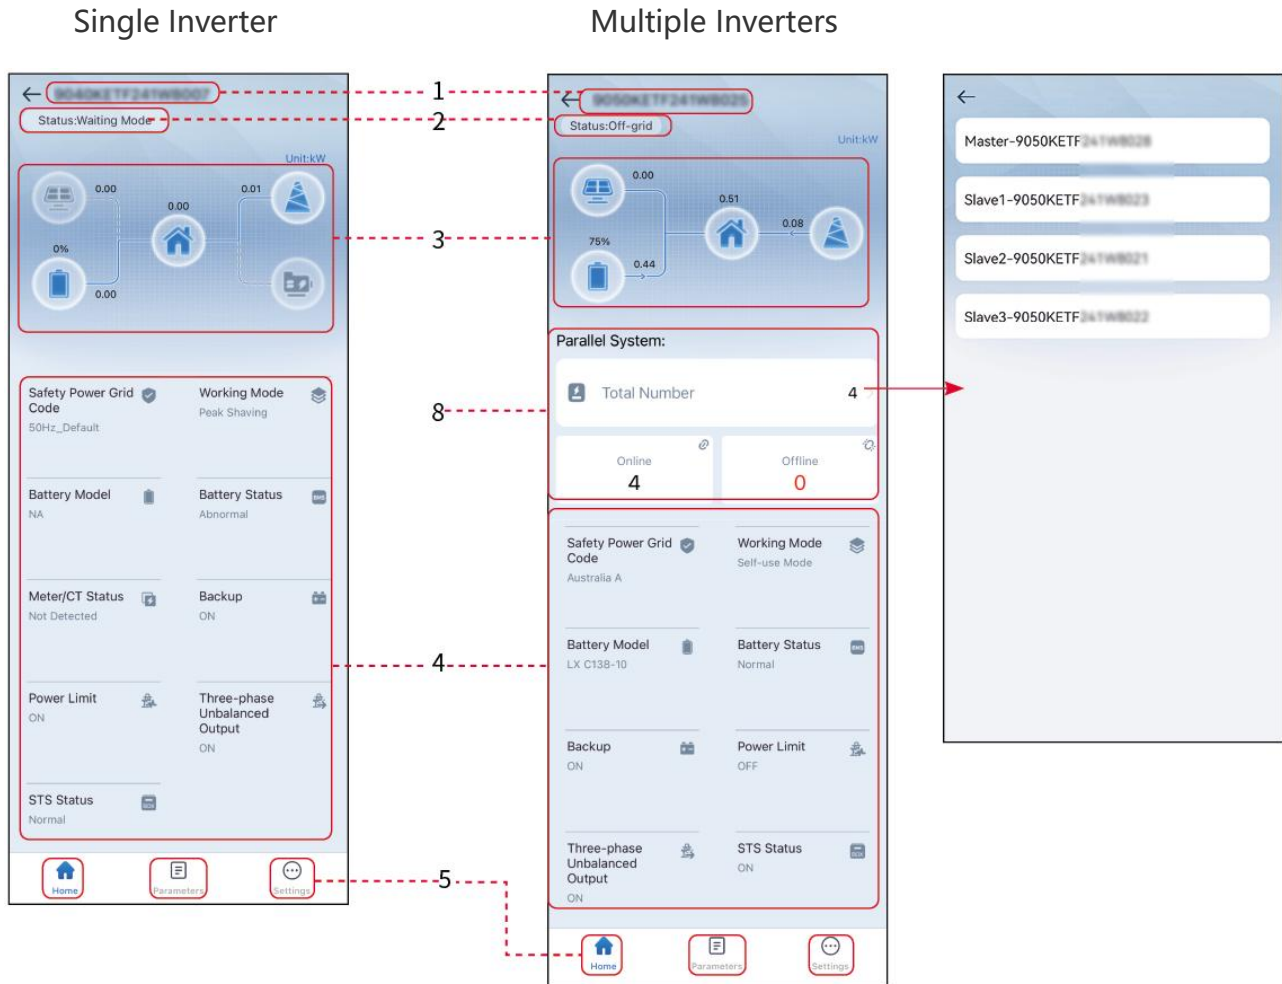 Single Inverter
Multiple Inverters
Status:Waiting Mode
Unit:kW
0.00
0.01
0.00
0%
0.00
Safety Power Grid
Code
50Hz_Default
Working Mode
Peak Shaving
Battery Model
NA
Battery Status
Abnormal
Meter/CT Status
Not Detected
Backup
ON
Power Limit
ON
Three-phase
Unbalanced
Output
ON
STS Status
Normal
Home
Parameters
Settings
1
2
3
8
4
5
Status:Off-grid
Unit:kW
0.00
0.51
0.08
75%
0.44
Parallel System:
Total Number
4
Online
4
Offline
0
Safety Power Grid
Code
Australia A
Working Mode
Self-use Mode
Battery Model
LX C138-10
Battery Status
Normal
Backup
ON
Power Limit
OFF
Three-phase
Unbalanced
Output
ON
STS Status
ON
Home
Parameters
Settings
Master-9050KETF
Slave1-9050KETF
Slave2-9050KETF
Slave3-9050KETF